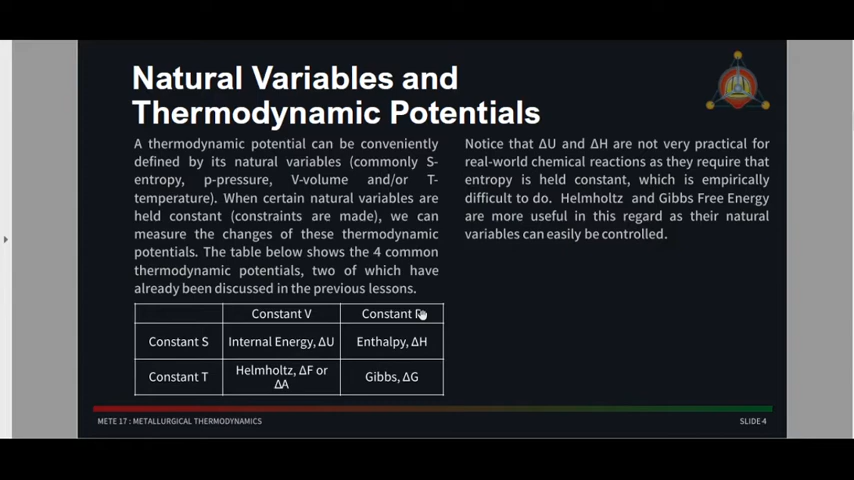 Natural Variables and
Thermodynamic Potentials
A thermodynamic potential can be conveniently
defined by its natural variables (commonly S-
entropy, p-pressure, V-volume and/or T-
temperature). When certain natural variables are
held constant (constraints are made), we can
measure the changes of these thermodynamic
potentials. The table below shows the 4 common
thermodynamic potentials, two of which have
already been discussed in the previous lessons.
Notice that ΔU and ΔH are not very practical for
real-world chemical reactions as they require that
entropy is held constant, which is empirically
difficult to do. Helmholtz and Gibbs Free Energy
are more useful in this regard as their natural
variables can easily be controlled.
Constant V
Constant
Constant S
Internal Energy, ΔU
Enthalpy, ΔH
Constant T
Helmholtz, ΔF or
ΔA
Gibbs, ΔG
METE 17 : METALLURGICAL THERMODYNAMICS
SLIDE 4